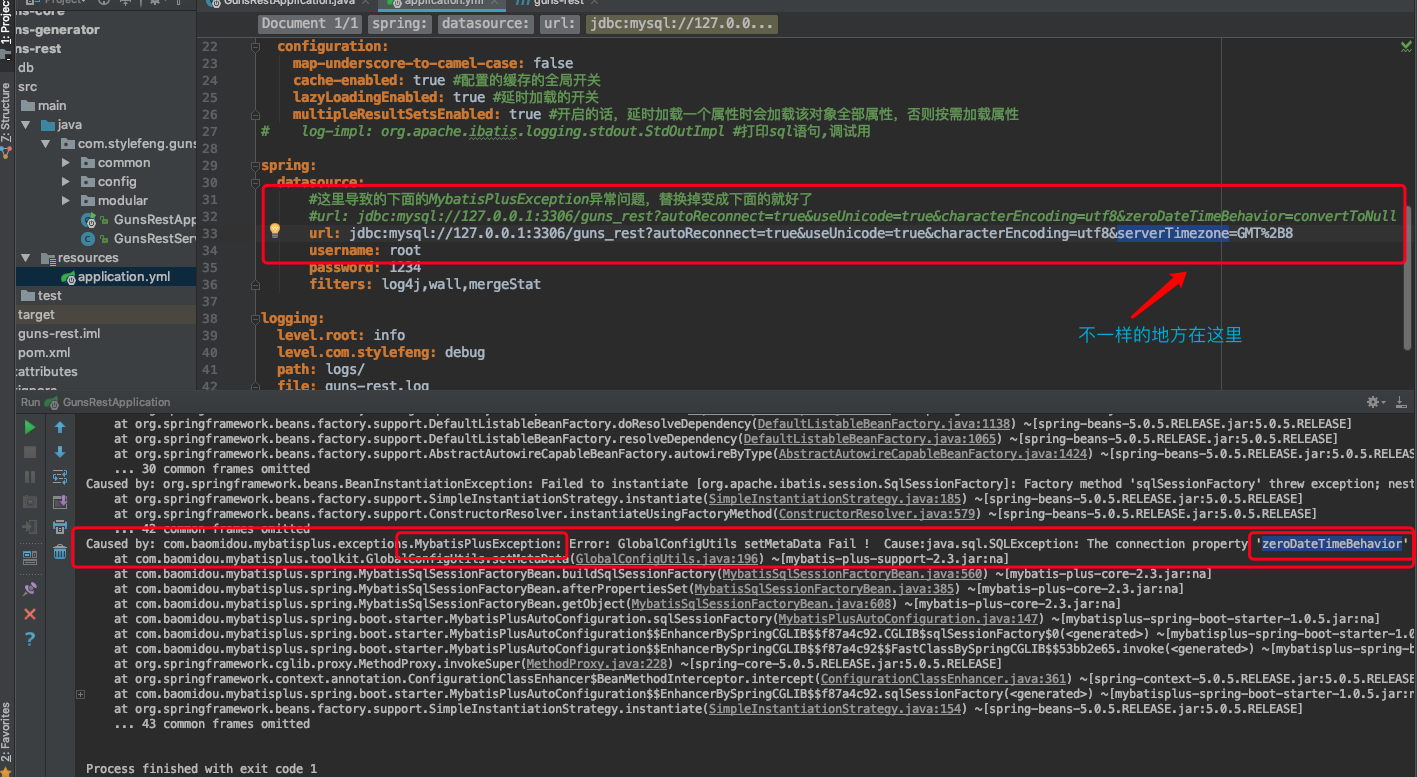 1: Project
Project
GunsRestApplication.java
application.yml
guns-rest
ns-core
ns-generator
ns-rest
db
src
main
java
com.stylefeng.guns
common
config
modular
GunsRestApp
GunsRestServ
resources
application.yml
test
target
guns-rest.iml
pom.xml
tattributes
Z: Structure
2: Favorites
Document 1/1 spring: datasource: url: jdbc:mysql://127.0.0...
22 configuration:
23 map-underscore-to-camel-case: false
24 cache-enabled: true #配置的缓存的全局开关
25 lazyLoadingEnabled: true #延时加载的开关
26 multipleResultSetsEnabled: true #开启的话，延时加载一个属性时会加载该对象全部属性，否则按需加载属性
27 # log-impl: org.apache.ibatis.logging.stdout.StdOutImpl #打印sql语句,调试用
28
29 spring:
30 datasource:
31 #这里导致的下面的MybatisPlusException异常问题，替换掉变成下面的就好了
32 #url: jdbc:mysql://127.0.0.1:3306/guns_rest?autoReconnect=true&useUnicode=true&characterEncoding=utf8&zeroDateTimeBehavior=convertToNull
33 url: jdbc:mysql://127.0.0.1:3306/guns_rest?autoReconnect=true&useUnicode=true&characterEncoding=utf8&serverTimezone=GMT%2B8
34 username: root
35 password: 1234
36 filters: log4j,wall,mergeStat
37
38 logging:
39 level.root: info
40 level.com.stylefeng: debug
41 path: logs/
42 file: guns-rest.log
不一样的地方在这里
Run GunsRestApplication
at org.springframework.beans.factory.support.DefaultListableBeanFactory.doResolveDependency(DefaultListableBeanFactory.java:1138) ~[spring-beans-5.0.5.RELEASE.jar:5.0.5.RELEASE]
at org.springframework.beans.factory.support.DefaultListableBeanFactory.resolveDependency(DefaultListableBeanFactory.java:1065) ~[spring-beans-5.0.5.RELEASE.jar:5.0.5.RELEASE]
at org.springframework.beans.factory.support.AbstractAutowireCapableBeanFactory.autowireByType(AbstractAutowireCapableBeanFactory.java:1424) ~[spring-beans-5.0.5.RELEASE.jar:5.0.5.RELEAS
... 30 common frames omitted
Caused by: org.springframework.beans.BeanInstantiationException: Failed to instantiate [org.apache.ibatis.session.SqlSessionFactory]: Factory method 'sqlSessionFactory' threw exception; nest
at org.springframework.beans.factory.support.SimpleInstantiationStrategy.instantiate(SimpleInstantiationStrategy.java:185) ~[spring-beans-5.0.5.RELEASE.jar:5.0.5.RELEASE]
at org.springframework.beans.factory.support.ConstructorResolver.instantiateUsingFactoryMethod(ConstructorResolver.java:579) ~[spring-beans-5.0.5.RELEASE.jar:5.0.5.RELEASE]
... 42 common frames omitted
Caused by: com.baomidou.mybatisplus.exceptions.MybatisPlusException: Error: GlobalConfigUtils setMetaData Fail ! Cause:java.sql.SQLException: The connection property 'zeroDateTimeBehavior'
at com.baomidou.mybatisplus.toolkit.GlobalConfigUtils.setMetaData(GlobalConfigUtils.java:196) ~[mybatis-plus-support-2.3.jar:na]
at com.baomidou.mybatisplus.spring.MybatisSqlSessionFactoryBean.buildSqlSessionFactory(MybatisSqlSessionFactoryBean.java:560) ~[mybatis-plus-core-2.3.jar:na]
at com.baomidou.mybatisplus.spring.MybatisSqlSessionFactoryBean.afterPropertiesSet(MybatisSqlSessionFactoryBean.java:385) ~[mybatis-plus-core-2.3.jar:na]
at com.baomidou.mybatisplus.spring.MybatisSqlSessionFactoryBean.getObject(MybatisSqlSessionFactoryBean.java:608) ~[mybatis-plus-core-2.3.jar:na]
at com.baomidou.mybatisplus.spring.boot.starter.MybatisPlusAutoConfiguration.sqlSessionFactory(MybatisPlusAutoConfiguration.java:147) ~[mybatisplus-spring-boot-starter-1.0.5.jar:na]
at com.baomidou.mybatisplus.spring.boot.starter.MybatisPlusAutoConfiguration$$EnhancerBySpringCGLIB$$f87a4c92.CGLIB$sqlSessionFactory$0(<generated>) ~[mybatisplus-spring-boot-starter-1.0
at com.baomidou.mybatisplus.spring.boot.starter.MybatisPlusAutoConfiguration$$EnhancerBySpringCGLIB$$f87a4c92$$FastClassBySpringCGLIB$$53bb2e65.invoke(<generated>) ~[mybatisplus-spring-b
at org.springframework.cglib.proxy.MethodProxy.invokeSuper(MethodProxy.java:228) ~[spring-core-5.0.5.RELEASE.jar:5.0.5.RELEASE]
at org.springframework.context.annotation.ConfigurationClassEnhancer$BeanMethodInterceptor.intercept(ConfigurationClassEnhancer.java:361) ~[spring-context-5.0.5.RELEASE.jar:5.0.5.RELEASE
at com.baomidou.mybatisplus.spring.boot.starter.MybatisPlusAutoConfiguration$$EnhancerBySpringCGLIB$$f87a4c92.sqlSessionFactory(<generated>) ~[mybatisplus-spring-boot-starter-1.0.5.jar:n
at org.springframework.beans.factory.support.SimpleInstantiationStrategy.instantiate(SimpleInstantiationStrategy.java:154) ~[spring-beans-5.0.5.RELEASE.jar:5.0.5.RELEASE]
... 43 common frames omitted
Process finished with exit code 1